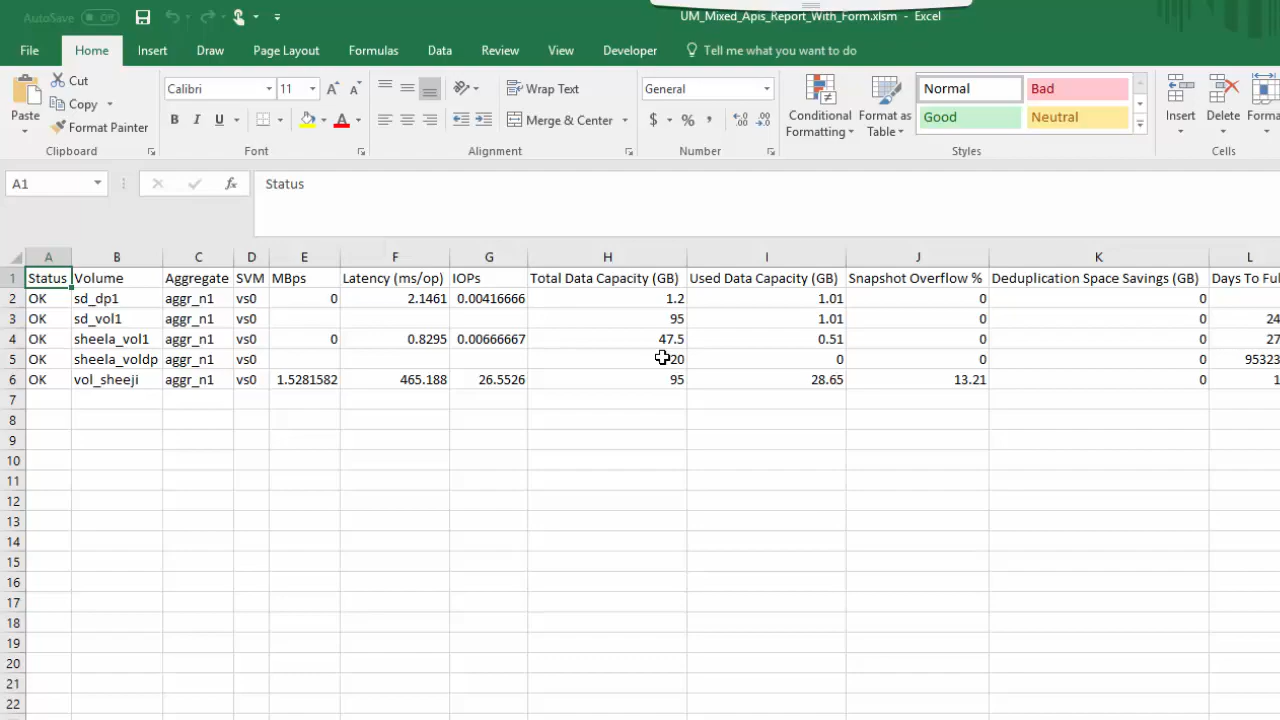 AutoSave Off UM_Mixed_Apis_Report_With_Form.xlsm - Excel
File Home Insert Draw Page Layout Formulas Data Review View Developer Tell me what you want to do
Paste Cut Copy Format Painter
Clipboard
Calibri 11
B I U
Font
Wrap Text
Merge & Center
Alignment
General
$ % ,
Number
Conditional Formatting
Format as Table
Normal Bad
Good Neutral
Styles
Insert Delete Forma
Cells
A1 fx Status
A B C D E F G H I J K L
1 Status Volume Aggregate SVM MBps Latency (ms/op) IOPs Total Data Capacity (GB) Used Data Capacity (GB) Snapshot Overflow % Deduplication Space Savings (GB) Days To Ful
2 OK sd_dp1 aggr_n1 vs0 0 2.1461 0.00416666 1.2 1.01 0 0
3 OK sd_vol1 aggr_n1 vs0 95 1.01 0 0 24
4 OK sheela_vol1 aggr_n1 vs0 0 0.8295 0.00666667 47.5 0.51 0 0 27
5 OK sheela_voldp aggr_n1 vs0 20 0 0 0 95323
6 OK vol_sheeji aggr_n1 vs0 1.5281582 465.188 26.5526 95 28.65 13.21 0 1
7
8
9
10
11
12
13
14
15
16
17
18
19
20
21
22